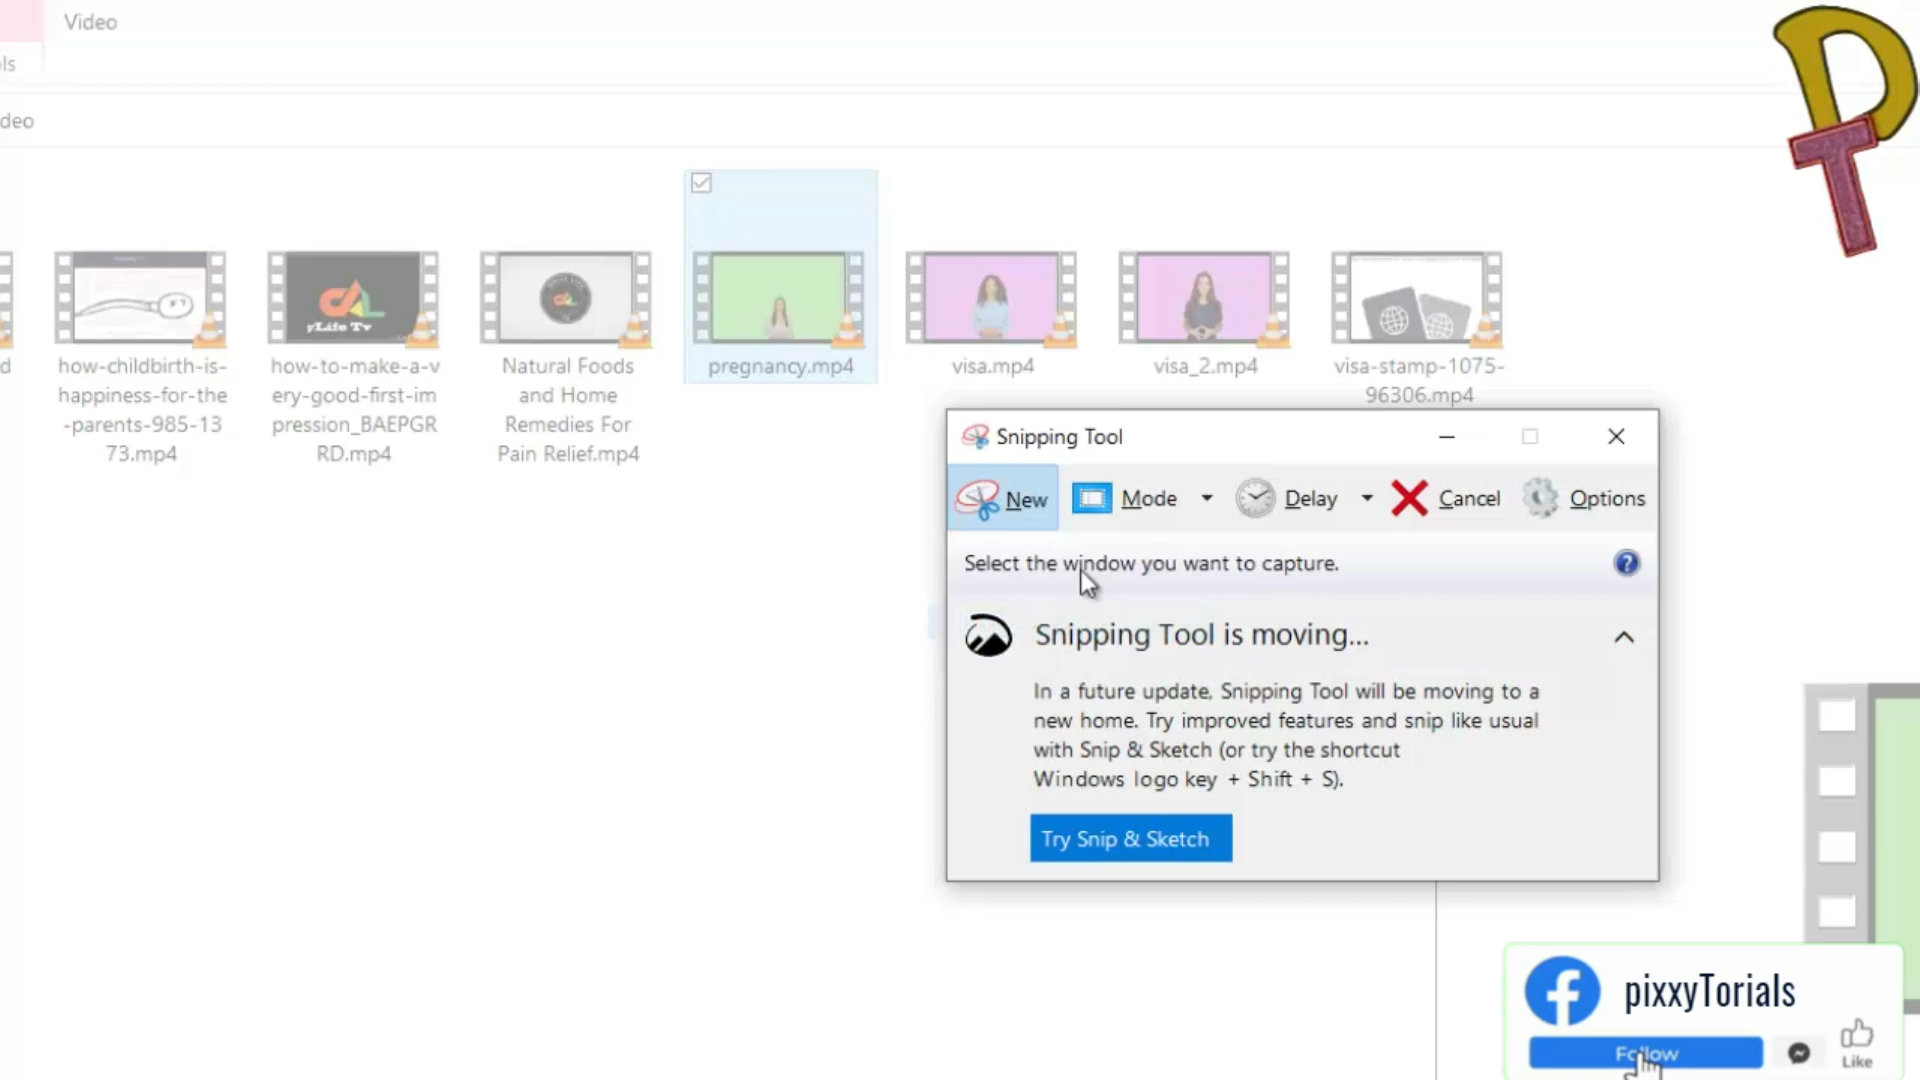 Video
ls
deo
d
how-childbirth-is-
happiness-for-the
-parents-985-13
73.mp4
how-to-make-a-v
ery-good-first-im
pression_BAEPGR
RD.mp4
Natural Foods
and Home
Remedies For
Pain Relief.mp4
pregnancy.mp4
visa.mp4
visa_2.mp4
visa-stamp-1075-
96306.mp4
yLife Tv
Snipping Tool
New
Mode
Delay
Cancel
Options
Select the window you want to capture.
Snipping Tool is moving...
In a future update, Snipping Tool will be moving to a
new home. Try improved features and snip like usual
with Snip & Sketch (or try the shortcut
Windows logo key + Shift + S).
Try Snip & Sketch
pixxyTorials
Follow
Like